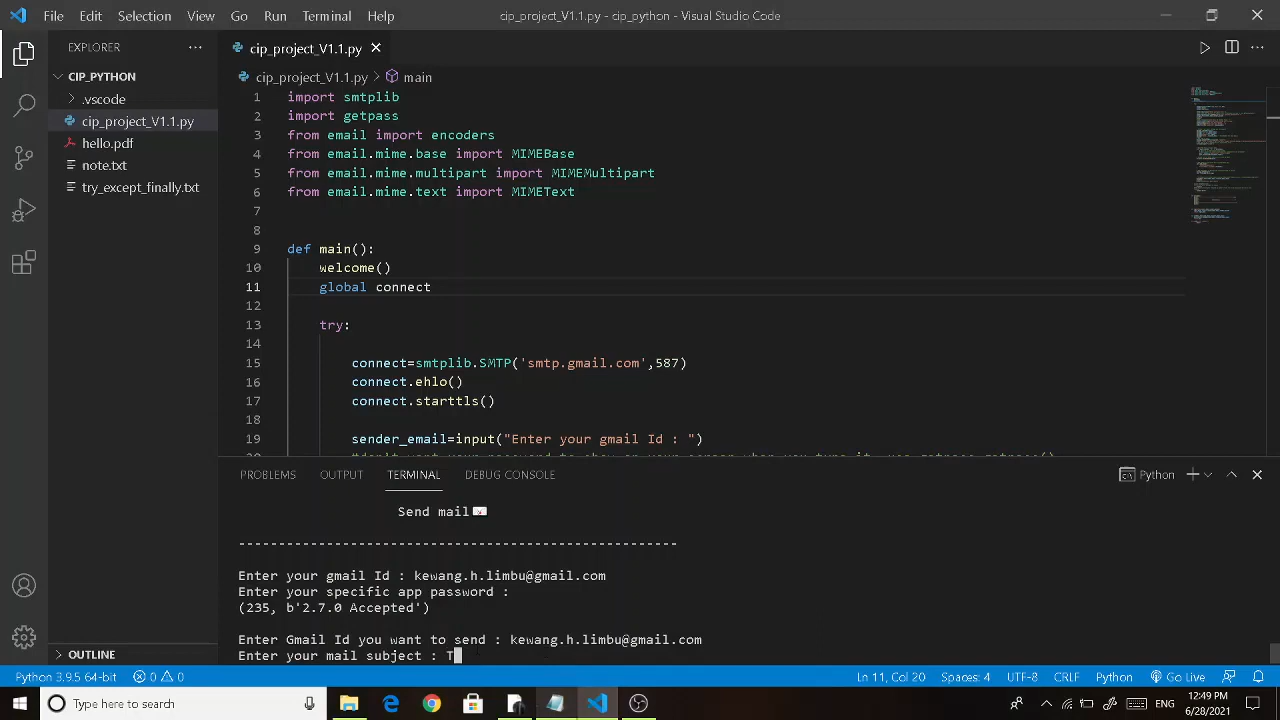 File Edit Selection View Go Run Terminal Help
cip_project_V1.1.py - cip_python - Visual Studio Code
EXPLORER
CIP_PYTHON
.vscode
cip_project_V1.1.py
hello.pdf
note.txt
try_except_finally.txt
OUTLINE
cip_project_V1.1.py
cip_project_V1.1.py > main
1 import smtplib
2 import getpass
3 from email import encoders
4 from email.mime.base import MIMEBase
5 from email.mime.multipart import MIMEMultipart
6 from email.mime.text import MIMEText
7
8
9 def main():
10 welcome()
11 global connect
12
13 try:
14
15 connect=smtplib.SMTP('smtp.gmail.com',587)
16 connect.ehlo()
17 connect.starttls()
18
19 sender_email=input("Enter your gmail Id : ")
PROBLEMS OUTPUT TERMINAL DEBUG CONSOLE
Python
Send mail
-------------------------------------------------------
Enter your gmail Id : kewang.h.limbu@gmail.com
Enter your specific app password :
(235, b'2.7.0 Accepted')
Enter Gmail Id you want to send : kewang.h.limbu@gmail.com
Enter your mail subject : T
Python 3.9.5 64-bit 0 0 Ln 11, Col 20 Spaces: 4 UTF-8 CRLF Python Go Live
Type here to search
ENG
12:49 PM
6/28/2021